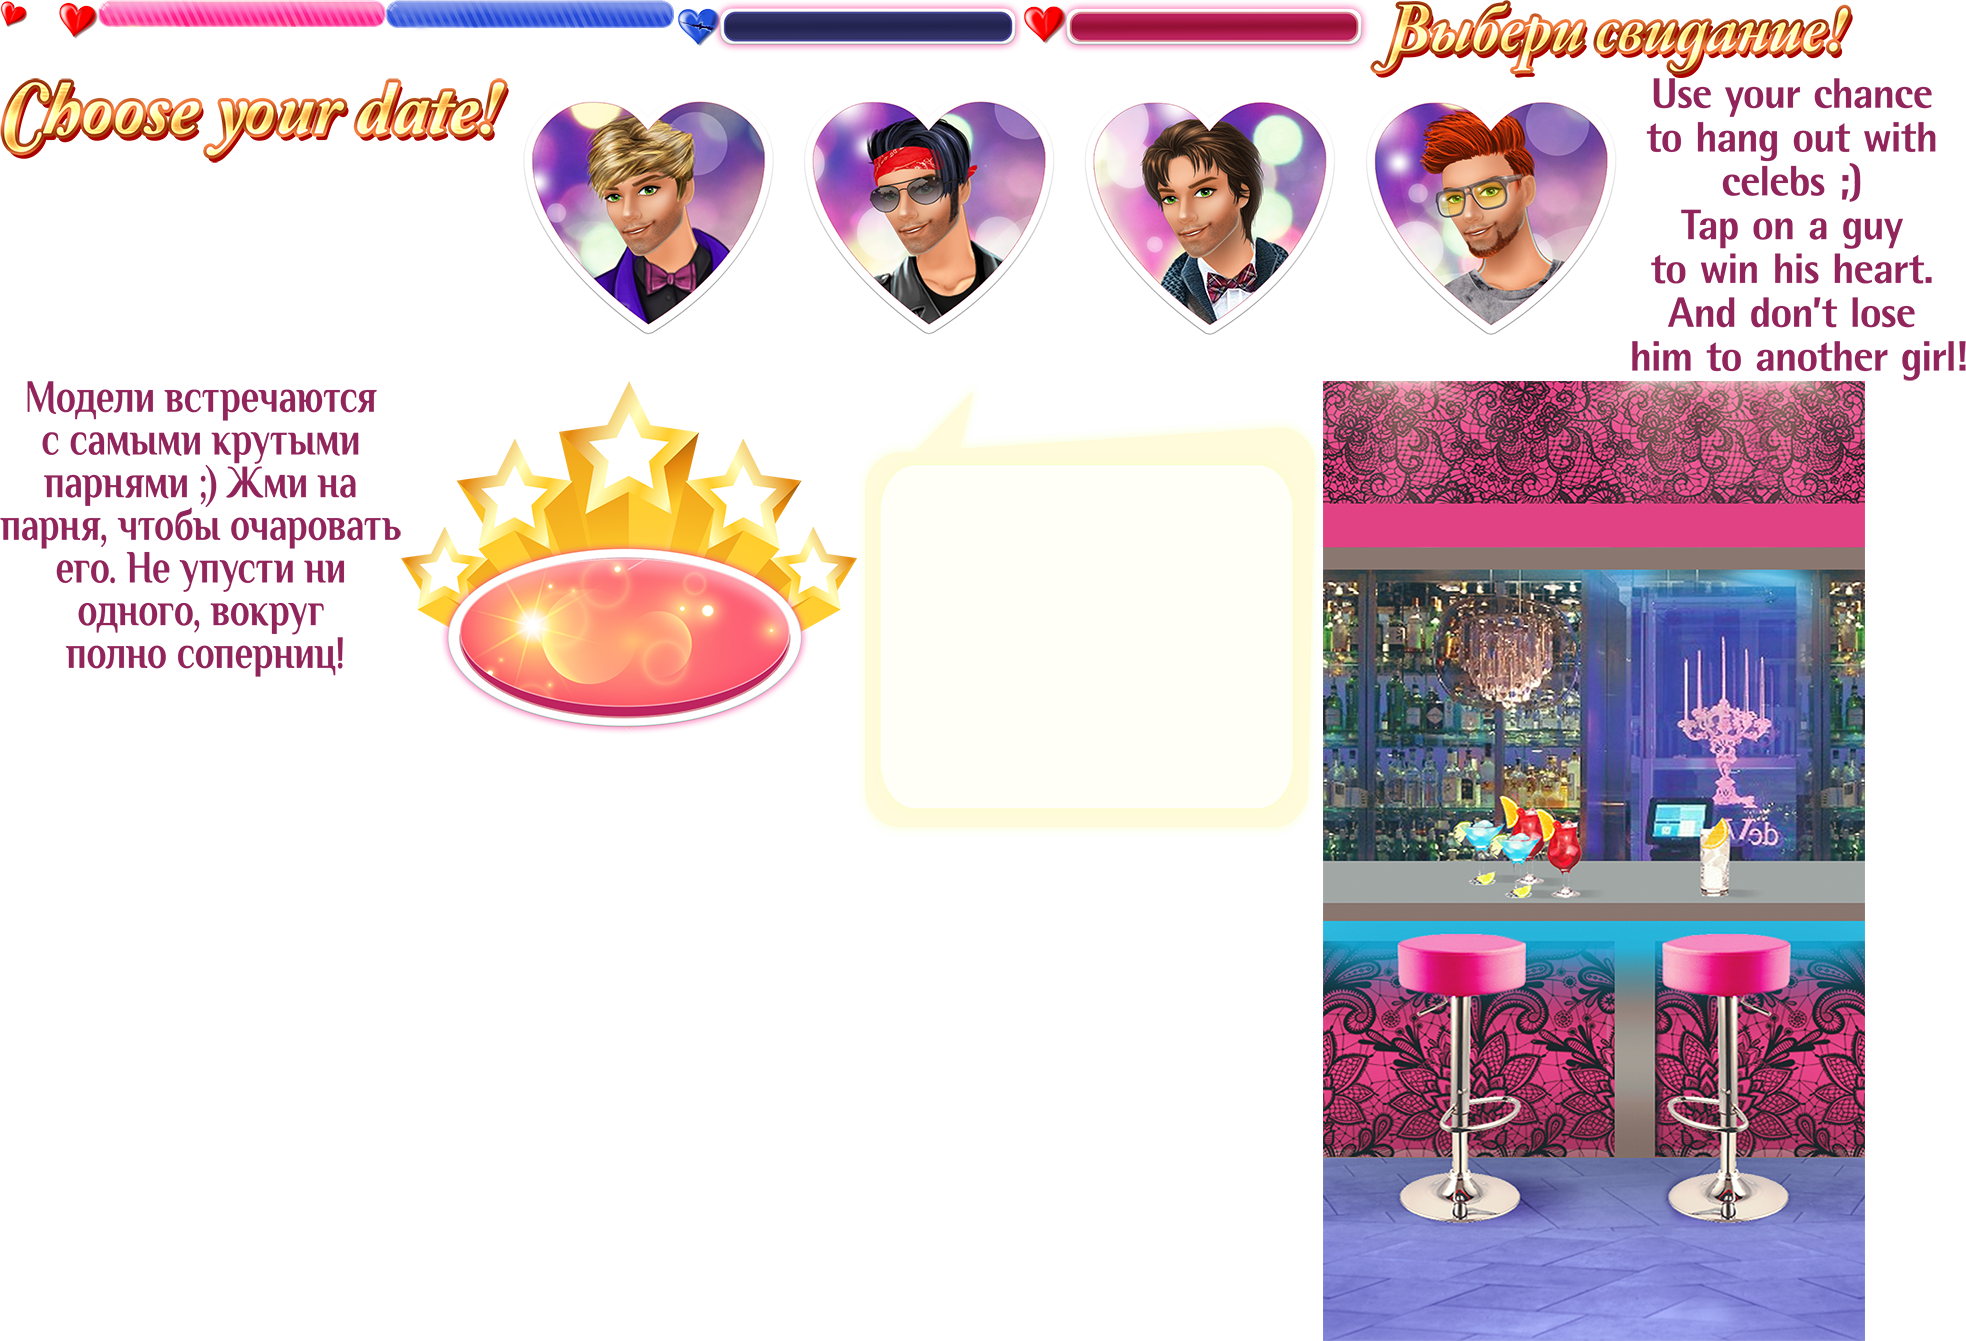 Выбери свидание!
Choose your date!
Use your chance
to hang out with
celebs ;)
Tap on a guy
to win his heart.
And don't lose
him to another girl!
Модели встречаются
с самыми крутыми
парнями ;) Жми на
парня, чтобы очаровать
его. Не упусти ни
одного, вокруг
полно соперниц!